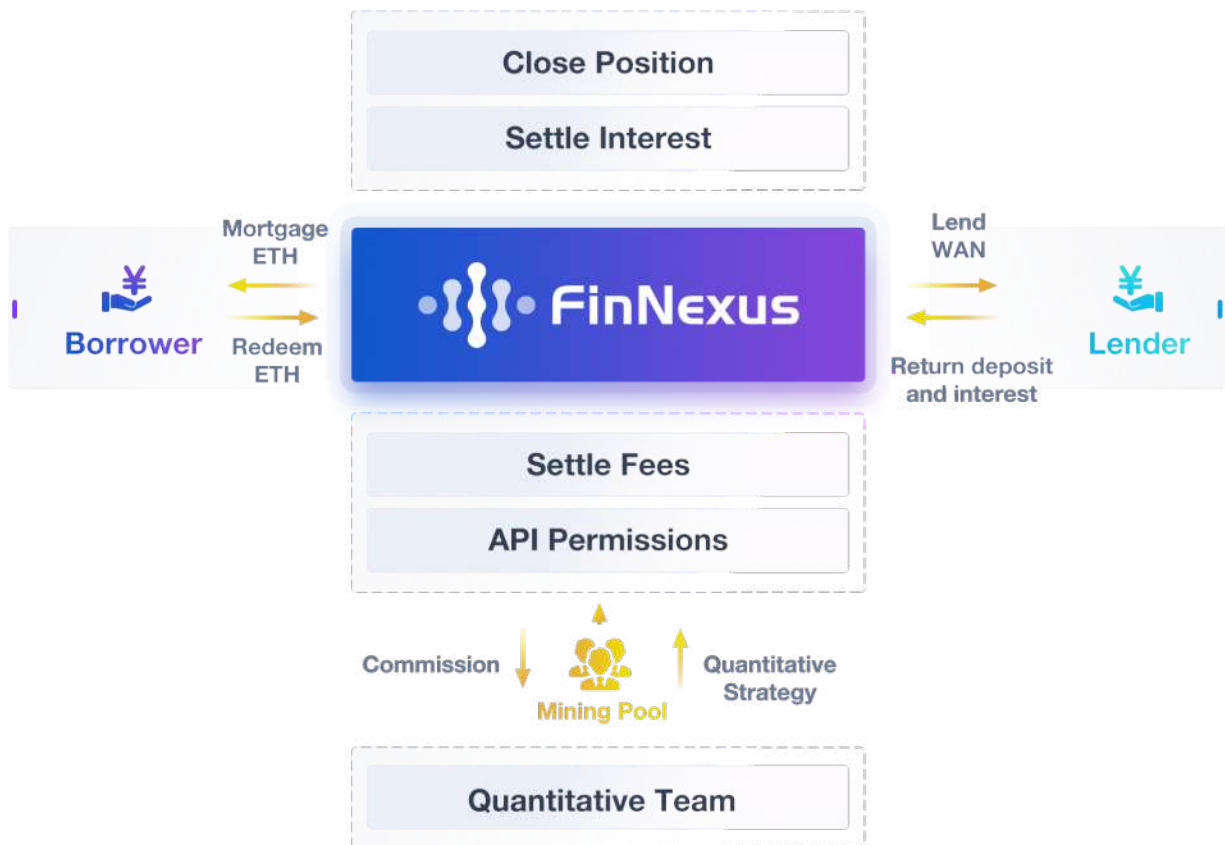 Close Position
Settle Interest
Mortgage
ETH
Lend
WAN
¥
FinNexus
¥
Borrower
Lender
Redeem
ETH
Return deposit
and interest
Settle Fees
API Permissions
Commission
Quantitative
Strategy
Mining Pool
Quantitative Team